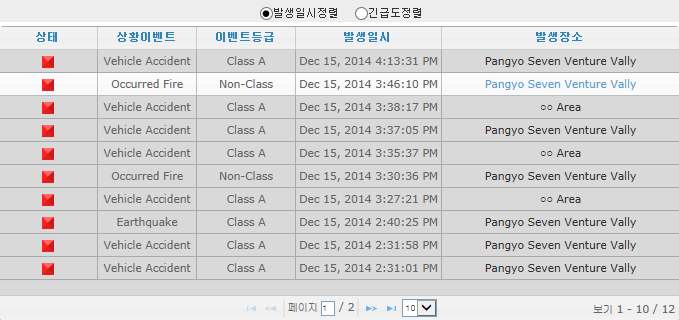 발생일시정렬 긴급도정렬
상태 상황이벤트 이벤트등급 발생일시 발생장소
Vehicle Accident Class A Dec 15, 2014 4:13:31 PM Pangyo Seven Venture Vally
Occurred Fire Non-Class Dec 15, 2014 3:46:10 PM Pangyo Seven Venture Vally
Vehicle Accident Class A Dec 15, 2014 3:38:17 PM ○○ Area
Vehicle Accident Class A Dec 15, 2014 3:37:05 PM Pangyo Seven Venture Vally
Vehicle Accident Class A Dec 15, 2014 3:35:37 PM ○○ Area
Occurred Fire Non-Class Dec 15, 2014 3:30:36 PM Pangyo Seven Venture Vally
Vehicle Accident Class A Dec 15, 2014 3:27:21 PM ○○ Area
Earthquake Class A Dec 15, 2014 2:40:25 PM Pangyo Seven Venture Vally
Vehicle Accident Class A Dec 15, 2014 2:31:58 PM Pangyo Seven Venture Vally
Vehicle Accident Class A Dec 15, 2014 2:31:01 PM Pangyo Seven Venture Vally
페이지 1 / 2 10 보기 1 - 10 / 12